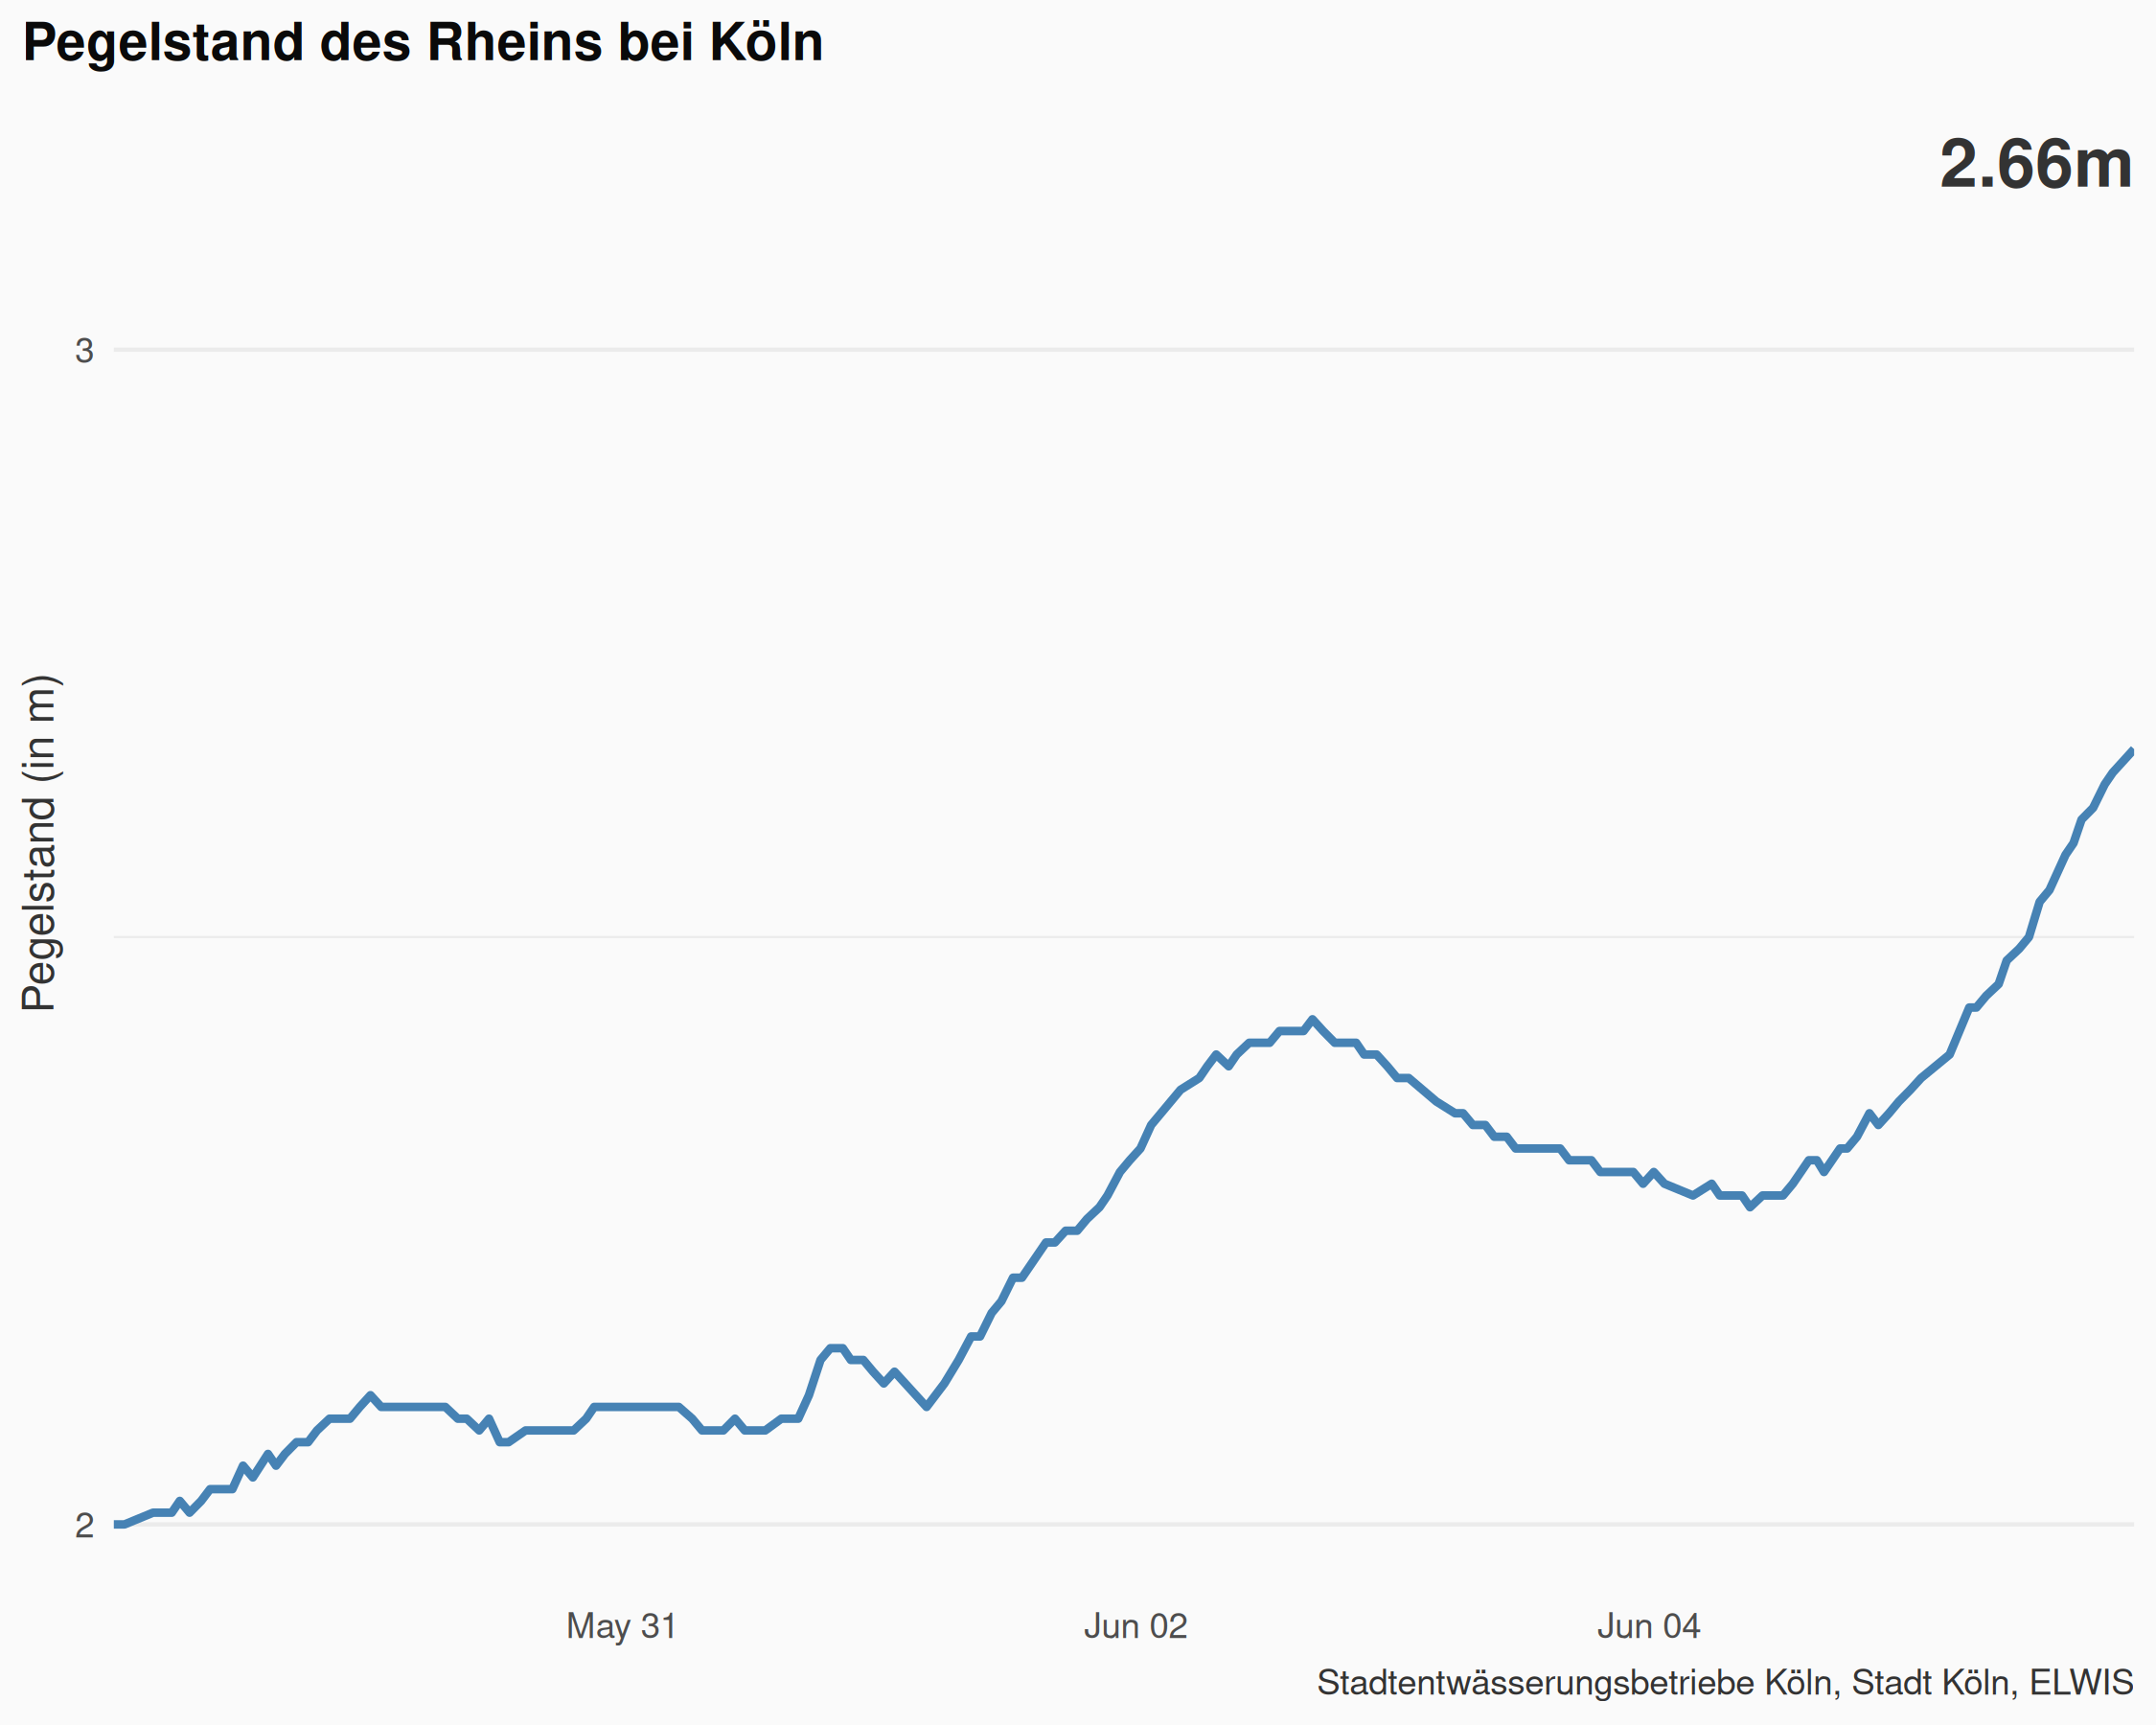 Pegelstand des Rheins bei Köln
2.66m
3
Pegelstand (in m)
2
May 31
Jun 02
Jun 04
Stadtentwässerungsbetriebe Köln, Stadt Köln, ELWIS